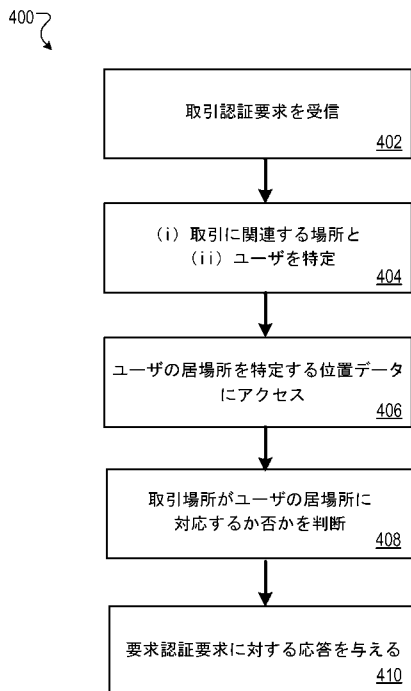 400
取引認証要求を受信
402
(i) 取引に関連する場所と
(ii) ユーザを特定
404
ユーザの居場所を特定する位置データ
にアクセス
406
取引場所がユーザの居場所に
対応するか否かを判断
408
要求認証要求に対する応答を与える
410